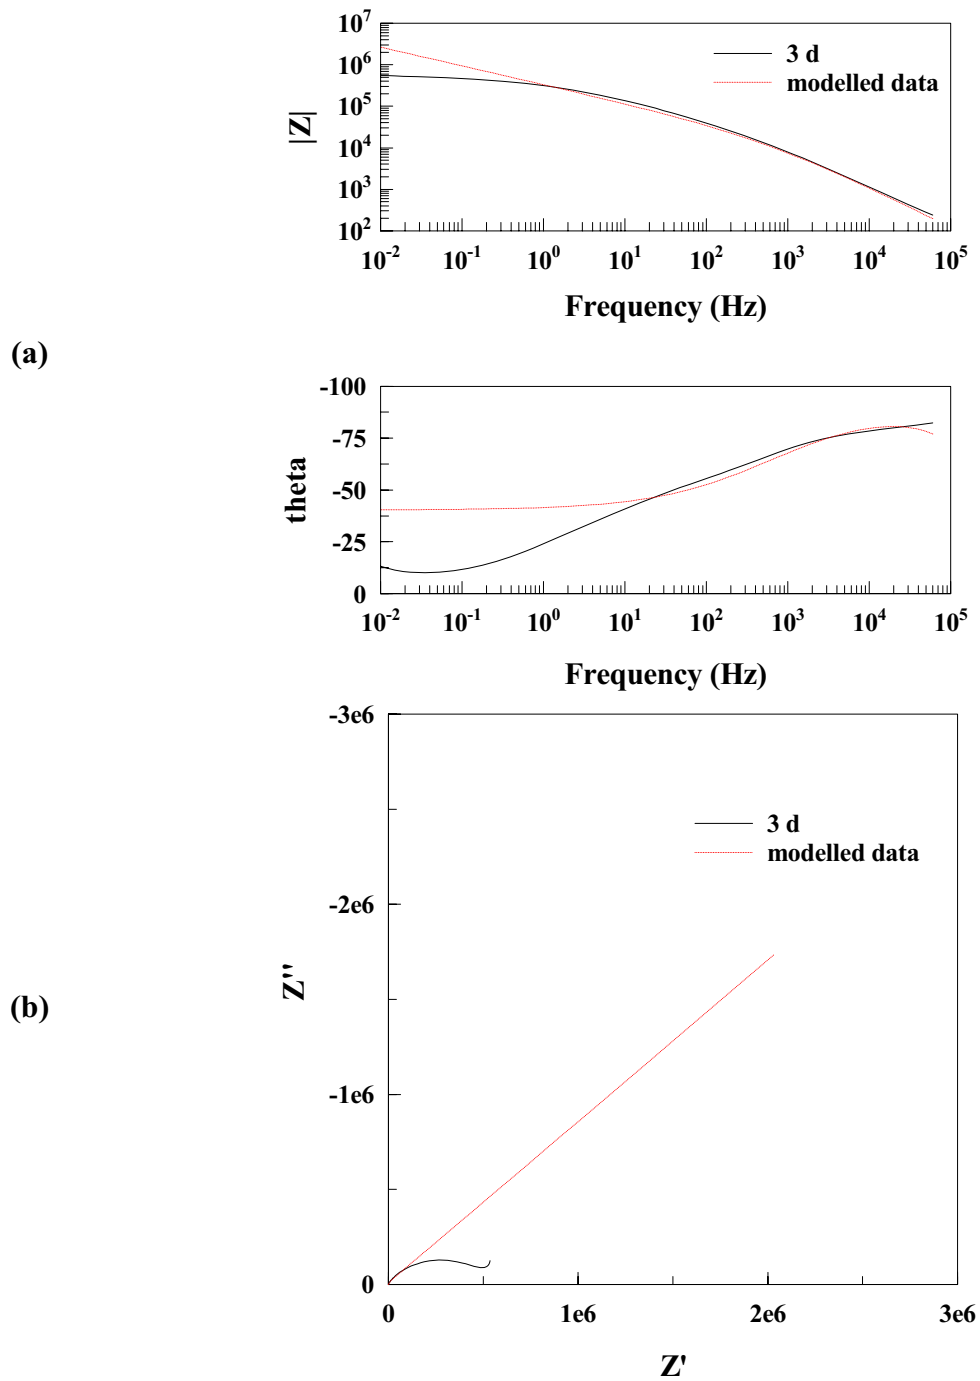 10^7
10^6
10^5
10^4
10^3
10^2
|Z|
3 d
modelled data
10^-2 10^-1 10^0 10^1 10^2 10^3 10^4 10^5
Frequency (Hz)
(a)
-100
-75
-50
-25
0
theta
10^-2 10^-1 10^0 10^1 10^2 10^3 10^4 10^5
Frequency (Hz)
-3e6
-2e6
-1e6
0
Z''
3 d
modelled data
(b)
0 1e6 2e6 3e6
Z'